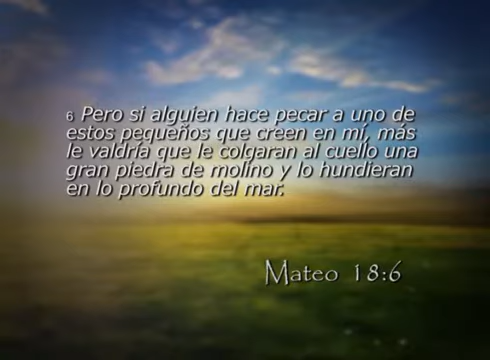 6 Pero si alguien hace pecar a uno de
estos pequeños que creen en mí, más
le valdría que le colgaran al cuello una
gran piedra de molino y lo hundieran
en lo profundo del mar.
Mateo 18:6